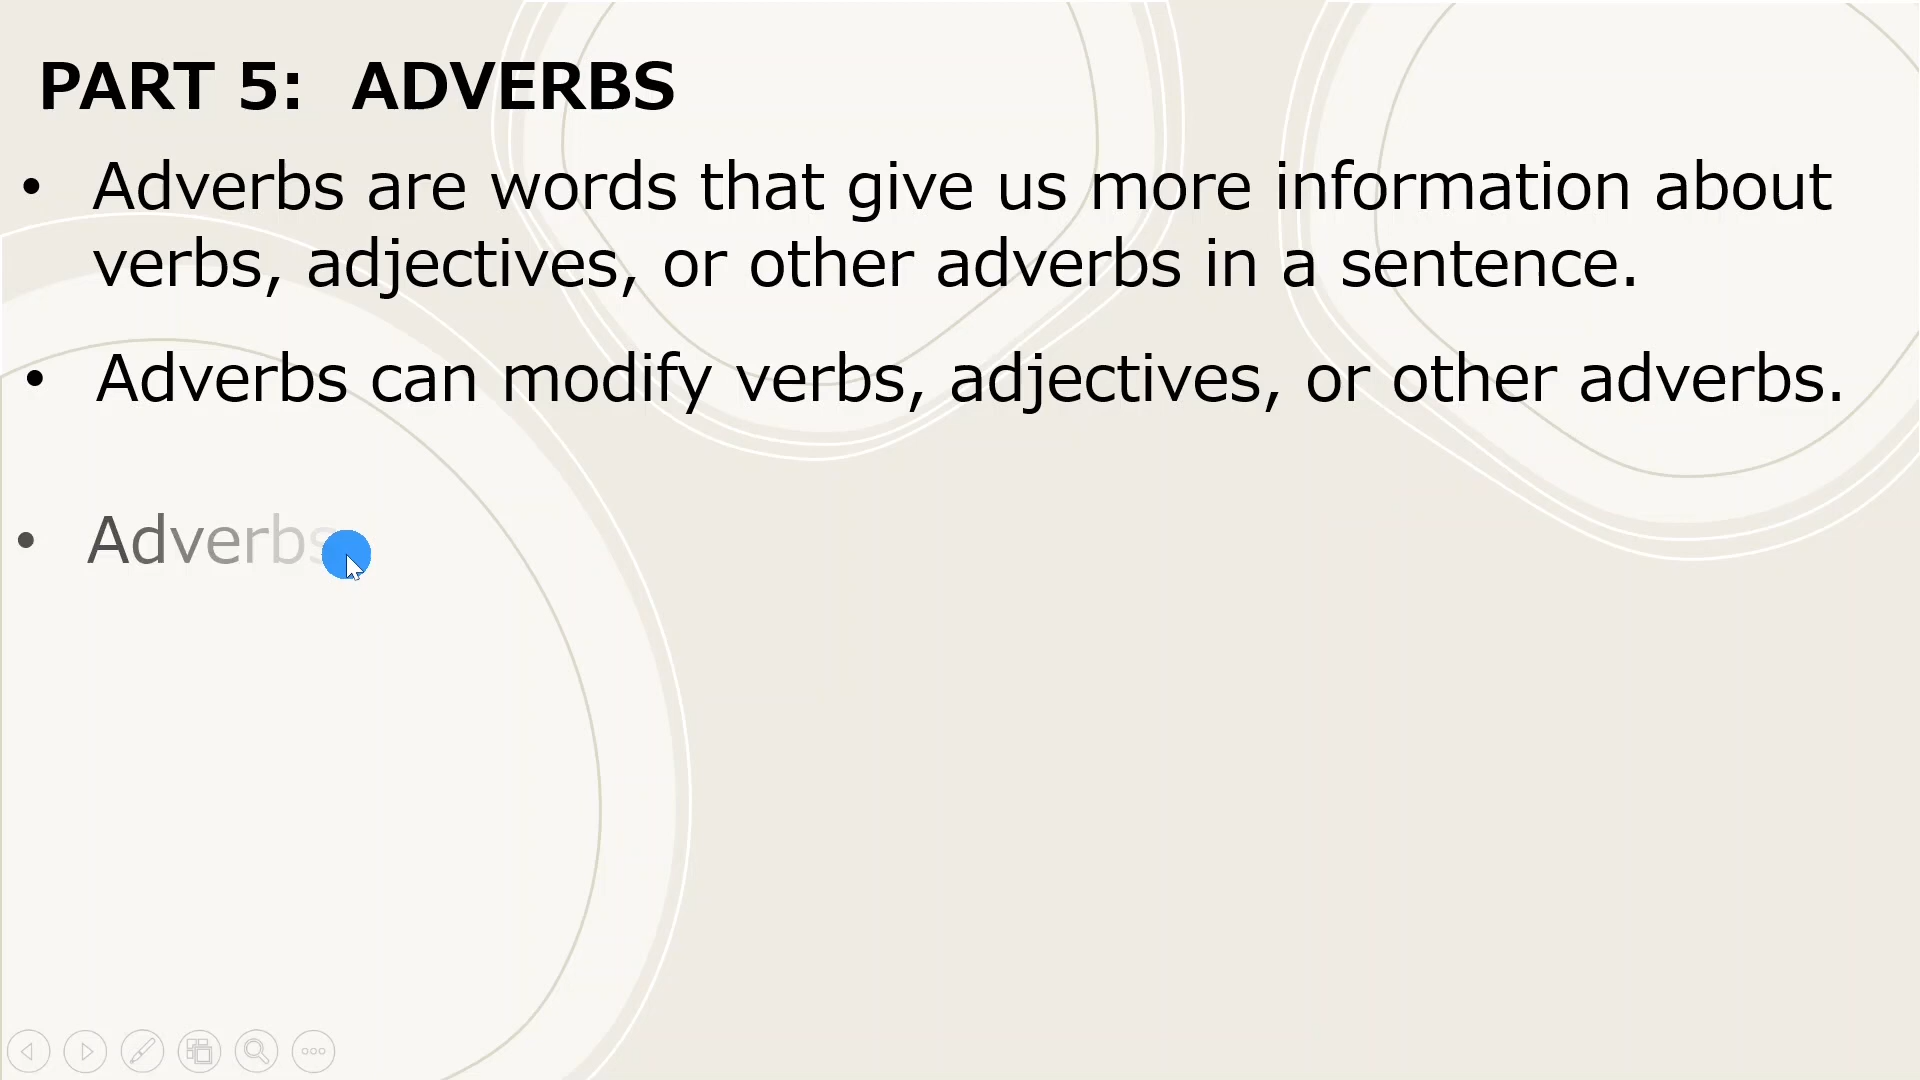 PART 5: ADVERBS
• Adverbs are words that give us more information about
verbs, adjectives, or other adverbs in a sentence.
• Adverbs can modify verbs, adjectives, or other adverbs.
• Adverbs